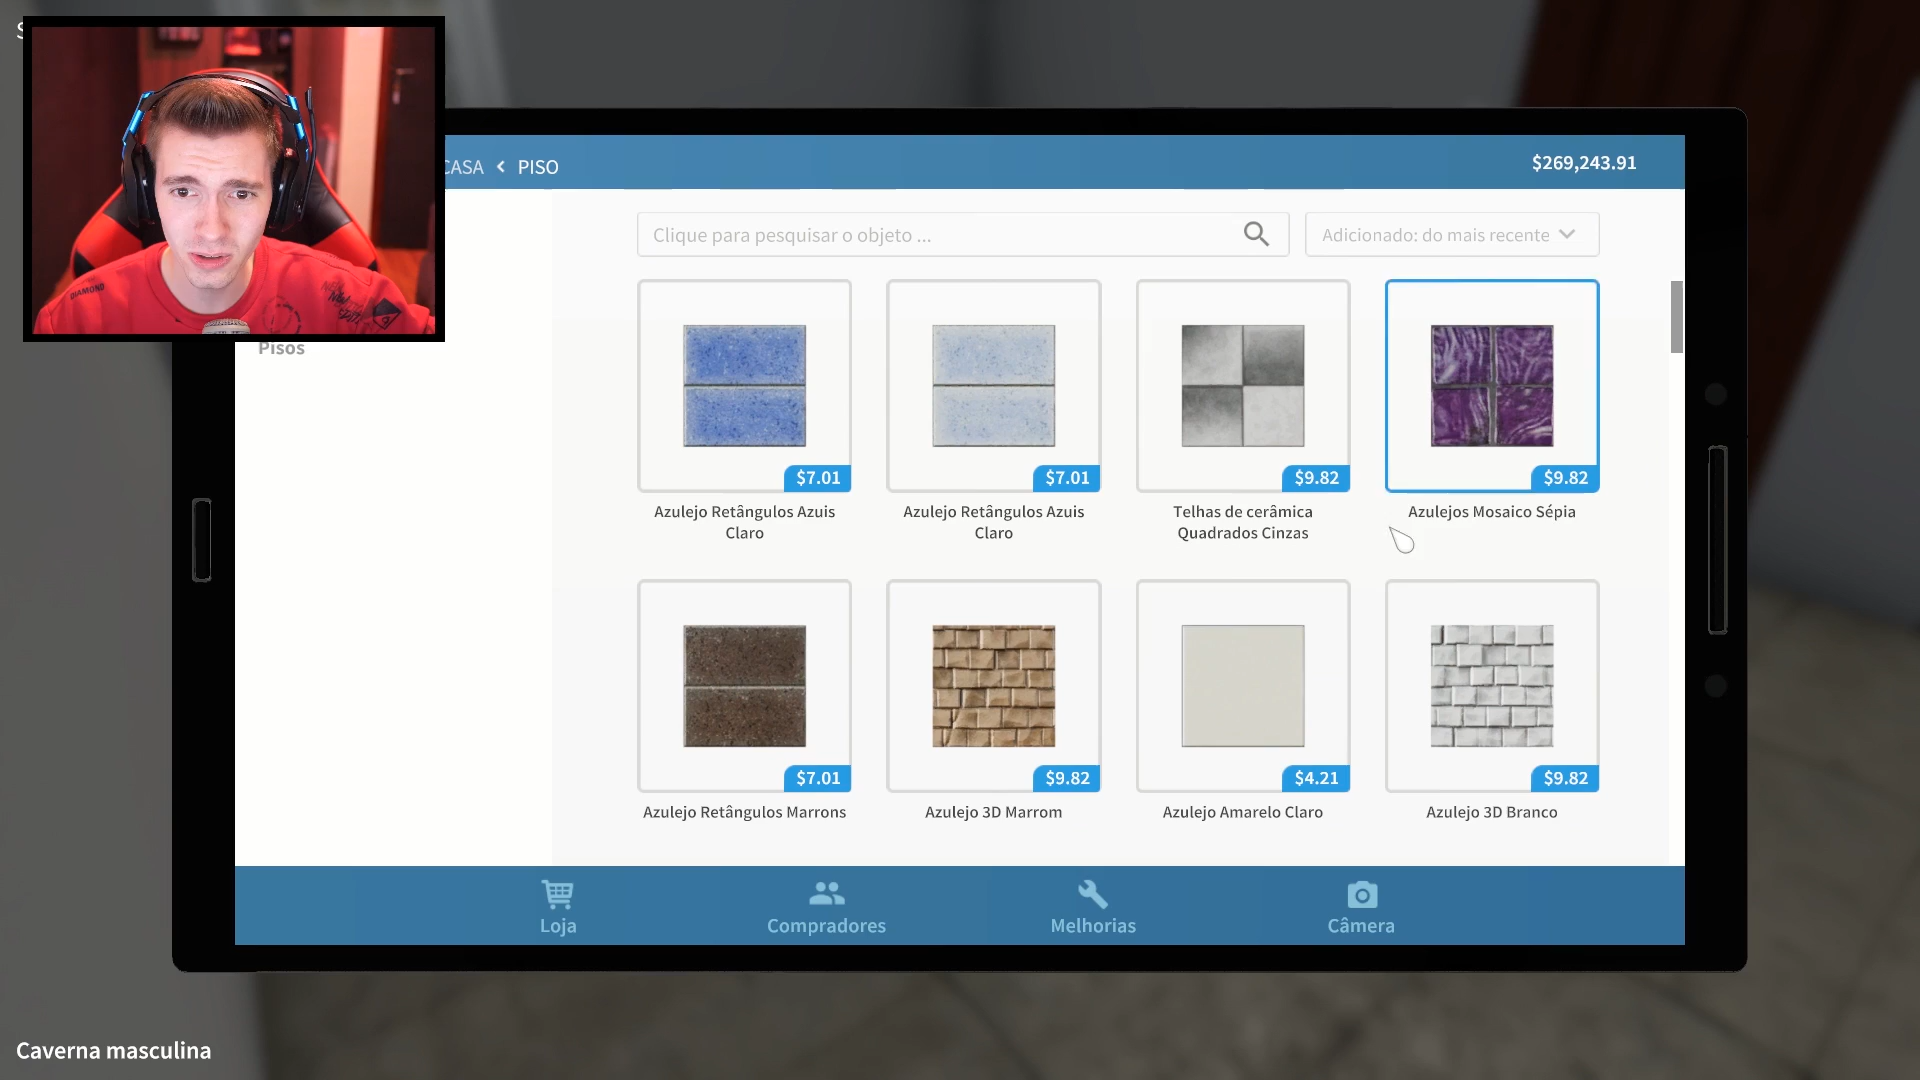 S
CASA < PISO
$269,243.91
Clique para pesquisar o objeto ...
Adicionado: do mais recente
Pisos
$7.01
$7.01
$9.82
$9.82
Azulejo Retângulos Azuis
Claro
Azulejo Retângulos Azuis
Claro
Telhas de cerâmica
Quadrados Cinzas
Azulejos Mosaico Sépia
$7.01
$9.82
$4.21
$9.82
Azulejo Retângulos Marrons
Azulejo 3D Marrom
Azulejo Amarelo Claro
Azulejo 3D Branco
Loja
Compradores
Melhorias
Câmera
Caverna masculina
DIAMOND